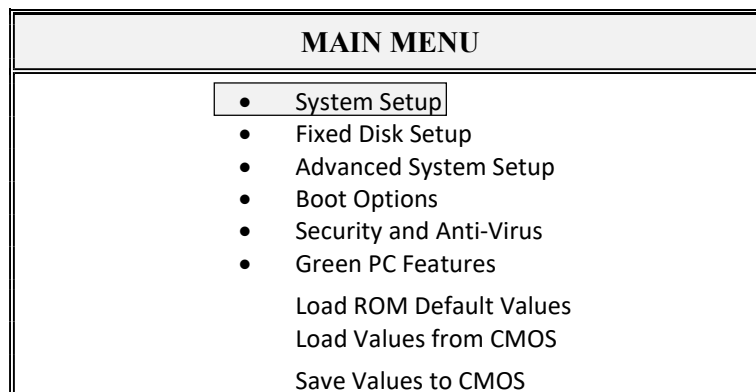 MAIN MENU
• System Setup
• Fixed Disk Setup
• Advanced System Setup
• Boot Options
• Security and Anti-Virus
• Green PC Features
Load ROM Default Values
Load Values from CMOS
Save Values to CMOS